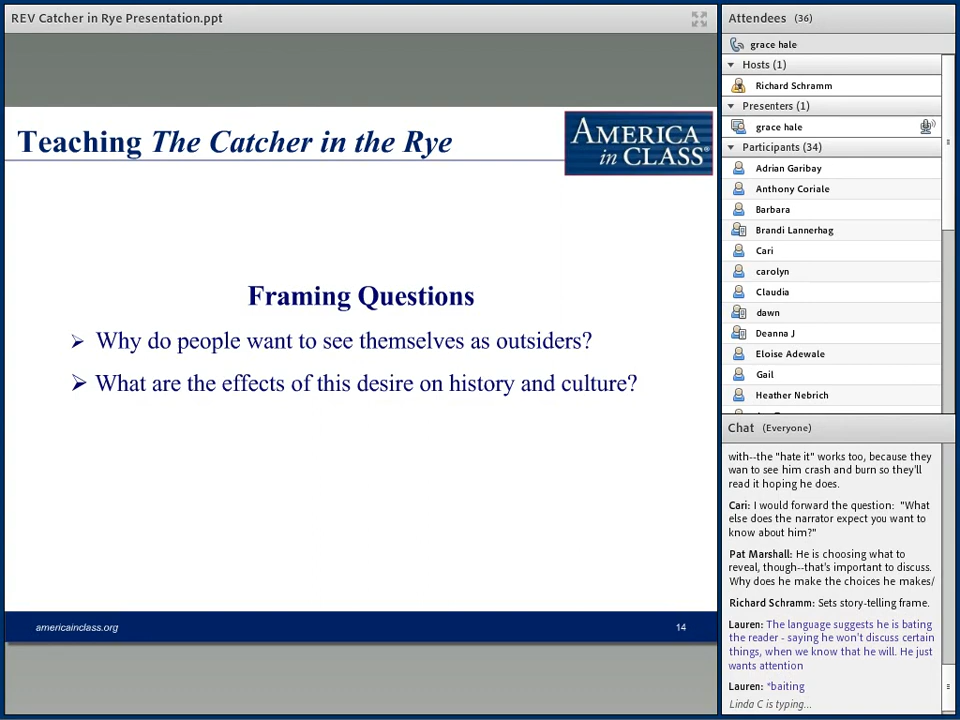 REV Catcher in Rye Presentation.ppt
Teaching The Catcher in the Rye
AMERICA
in CLASS®
Framing Questions
➢ Why do people want to see themselves as outsiders?
➢ What are the effects of this desire on history and culture?
americainclass.org
14
Attendees (36)
grace hale
Hosts (1)
Richard Schramm
Presenters (1)
grace hale
Participants (34)
Adrian Garibay
Anthony Coriale
Barbara
Brandi Lannerhag
Cari
carolyn
Claudia
dawn
Deanna J
Eloise Adewale
Gail
Heather Nebrich
Chat (Everyone)
with--the "hate it" works too, because they
wan to see him crash and burn so they'll
read it hoping he does.
Cari: I would forward the question: "What
else does the narrator expect you want to
know about him?"
Pat Marshall: He is choosing what to
reveal, though--that's important to discuss.
Why does he make the choices he makes/
Richard Schramm: Sets story-telling frame.
Lauren: The language suggests he is bating
the reader - saying he won't discuss certain
things, when we know that he will. He just
wants attention
Lauren: *baiting
Linda C is typing...